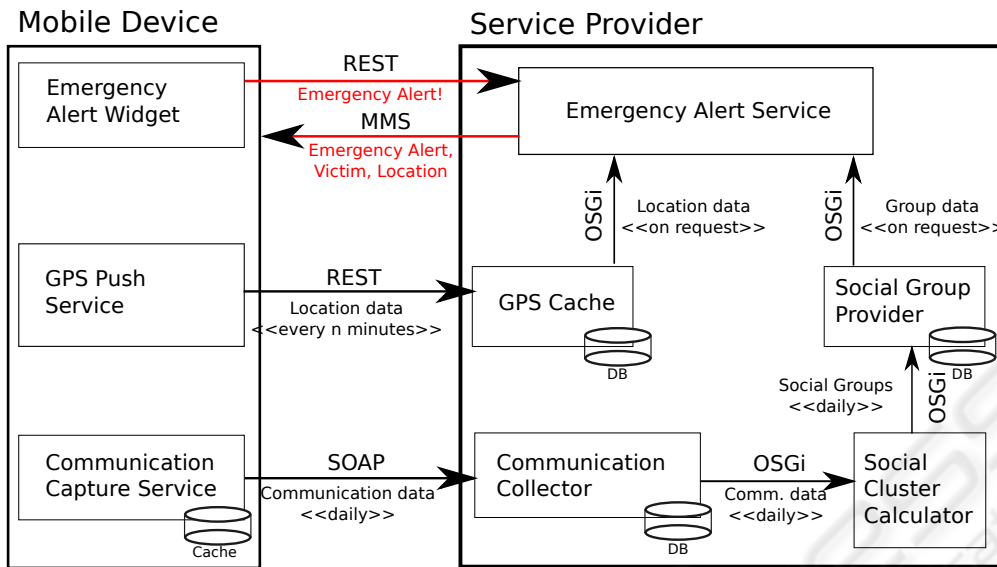 Mobile Device
Service Provider
Emergency
Alert Widget
REST
Emergency Alert!
MMS
Emergency Alert,
Victim, Location
Emergency Alert Service
OSGi
Location data
<<on request>>
OSGi
Group data
<<on request>>
GPS Push
Service
REST
Location data
<<every n minutes>>
GPS Cache
DB
Social Group
Provider
DB
Social Groups
<<daily>>
OSGi
Communication
Capture Service
Cache
SOAP
Communication data
<<daily>>
Communication
Collector
DB
OSGi
Comm. data
<<daily>>
Social
Cluster
Calculator